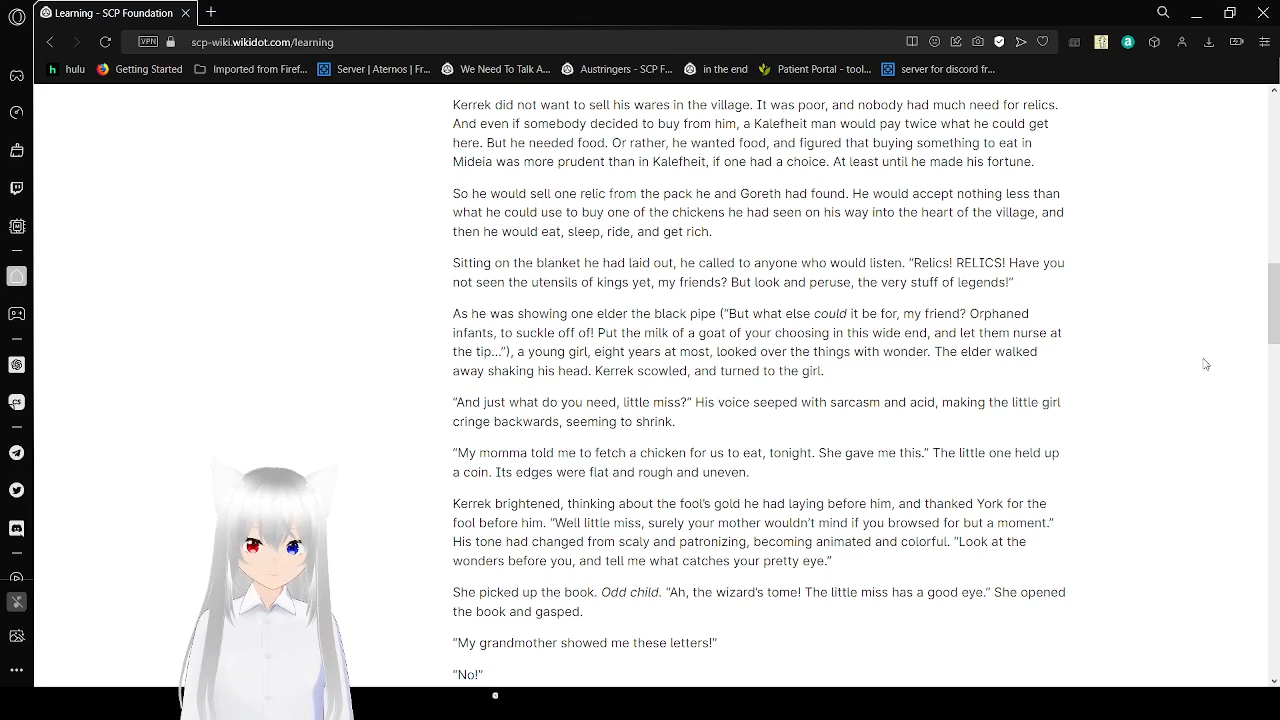 Learning - SCP Foundation
VPN
scp-wiki.wikidot.com/learning
hulu
Getting Started
Imported from Firef...
Server | Aternos | Fr...
We Need To Talk A...
Austringers - SCP F...
in the end
Patient Portal - tool...
server for discord fr...
Kerrek did not want to sell his wares in the village. It was poor, and nobody had much need for relics.
And even if somebody decided to buy from him, a Kalefheit man would pay twice what he could get
here. But he needed food. Or rather, he wanted food, and figured that buying something to eat in
Mideia was more prudent than in Kalefheit, if one had a choice. At least until he made his fortune.
So he would sell one relic from the pack he and Goreth had found. He would accept nothing less than
what he could use to buy one of the chickens he had seen on his way into the heart of the village, and
then he would eat, sleep, ride, and get rich.
Sitting on the blanket he had laid out, he called to anyone who would listen. “Relics! RELICS! Have you
not seen the utensils of kings yet, my friends? But look and peruse, the very stuff of legends!”
As he was showing one elder the black pipe (“But what else could it be for, my friend? Orphaned
infants, to suckle off of! Put the milk of a goat of your choosing in this wide end, and let them nurse at
the tip...”), a young girl, eight years at most, looked over the things with wonder. The elder walked
away shaking his head. Kerrek scowled, and turned to the girl.
“And just what do you need, little miss?” His voice seeped with sarcasm and acid, making the little girl
cringe backwards, seeming to shrink.
“My momma told me to fetch a chicken for us to eat, tonight. She gave me this.” The little one held up
a coin. Its edges were flat and rough and uneven.
Kerrek brightened, thinking about the fool’s gold he had laying before him, and thanked York for the
fool before him. “Well little miss, surely your mother wouldn’t mind if you browsed for but a moment.”
His tone had changed from scaly and patronizing, becoming animated and colorful. “Look at the
wonders before you, and tell me what catches your pretty eye.”
She picked up the book. Odd child. “Ah, the wizard’s tome! The little miss has a good eye.” She opened
the book and gasped.
“My grandmother showed me these letters!”
“No!”